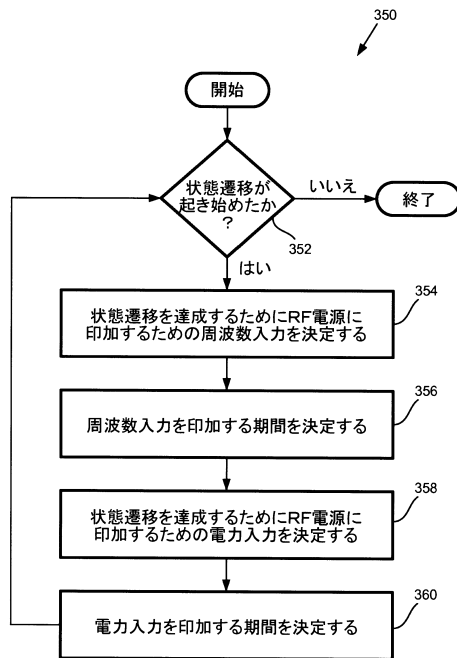 350
開始
状態遷移が
起き始めたか
?
いいえ
終了
352
はい
354
状態遷移を達成するためにRF電源に
印加するための周波数入力を決定する
356
周波数入力を印加する期間を決定する
358
状態遷移を達成するためにRF電源に
印加するための電力入力を決定する
360
電力入力を印加する期間を決定する